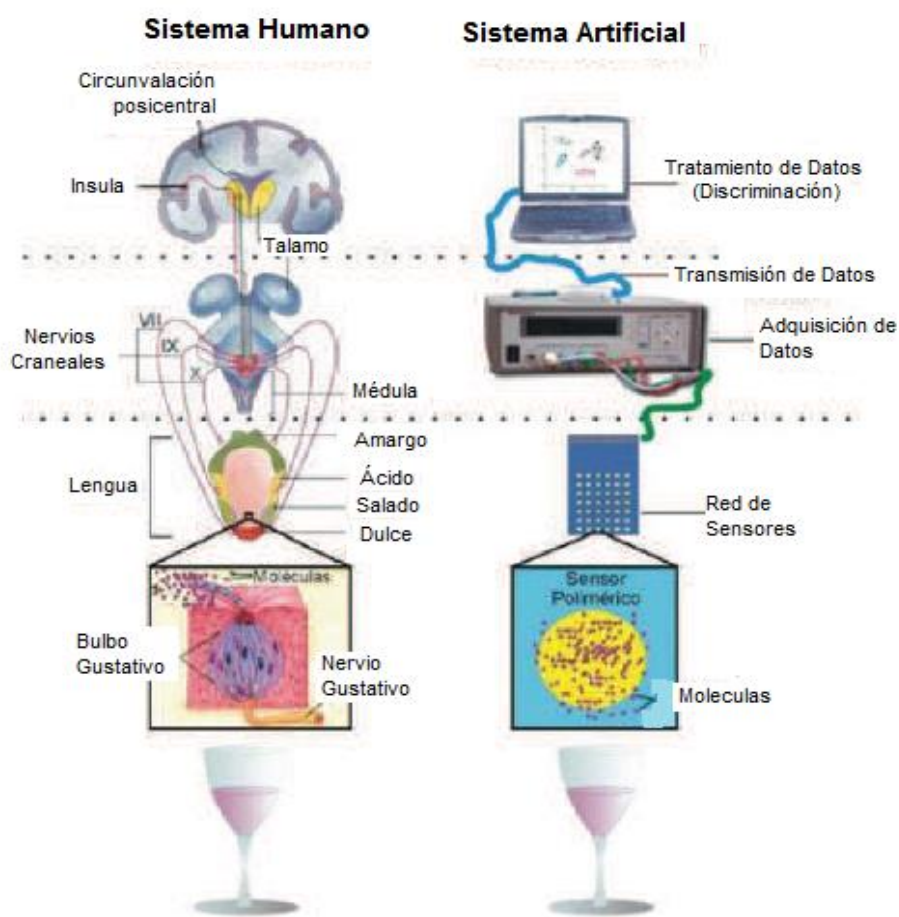 Sistema Humano
Sistema Artificial
Circunvalación
posicentral
Insula
Talamo
Tratamiento de Datos
(Discriminación)
Transmisión de Datos
VII
IX
X
Nervios
Craneales
Médula
Adquisición de
Datos
Lengua
Amargo
Ácido
Salado
Dulce
Red de
Sensores
Moléculas
Bulbo
Gustativo
Nervio
Gustativo
Sensor
Polimérico
Moleculas